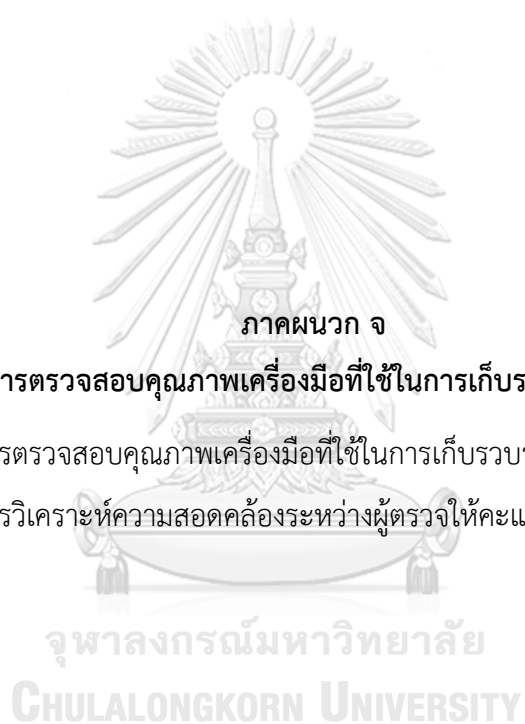 ภาคผนวก จ
ารตรวจสอบคุณภาพเครื่องมือที่ใช้ในการเก็บร
รตรวจสอบคุณภาพเครื่องมือที่ใช้ในการเก็บรวบร
รวิเคราะห์ความสอดคล้องระหว่างผู้ตรวจให้คะแ
จุฬาลงกรณ์มหาวิทยาลัย
CHULALONGKORN UNIVERSITY